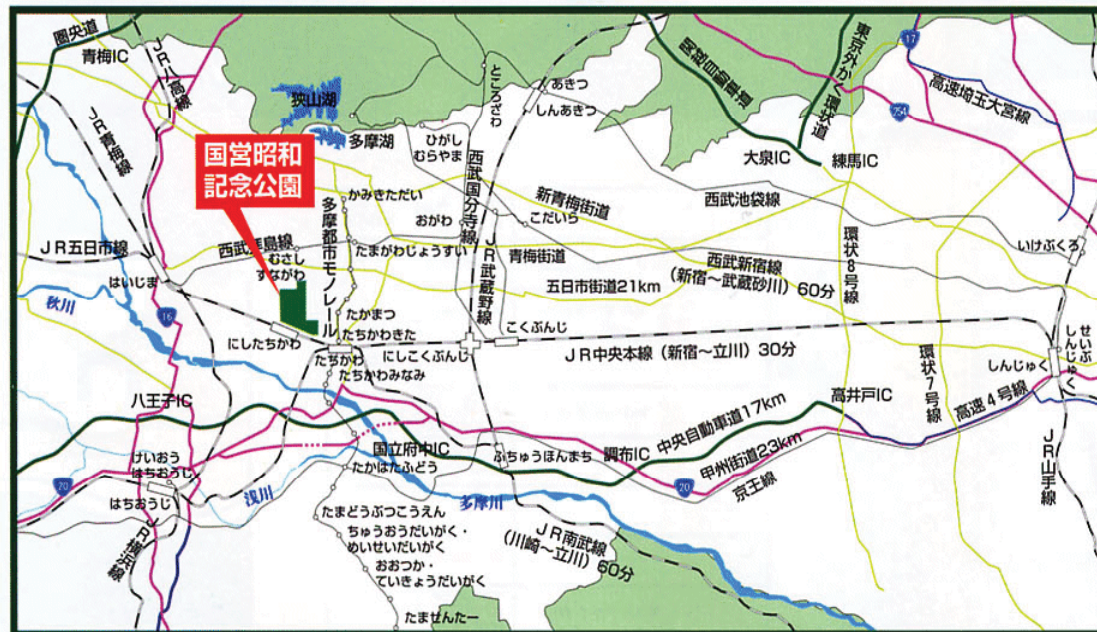 圏央道
青梅IC
JR八高線
JR青梅線
狭山湖
多摩湖
国営昭和
記念公園
ところざわ
あきつ
しんあきつ
関越自動車道
東京外かく環状道
17
高速埼玉大宮線
254
大泉IC
練馬IC
ひがし
むらやま
西武国分寺線
新青梅街道
西武池袋線
かみきただい
おがわ
こだいら
多摩都市モノレール
JR五日市線
西武拝島線
むさし
すながわ
たまがわじょうすい
JR武蔵野線
青梅街道
西武新宿線
(新宿〜武蔵砂川) 60分
環状8号線
いけぶくろ
はいじま
五日市街道21km
秋川
16
たかまつ
たちかわきた
にしたちかわ
たちかわ
たちかわみなみ
にしこくぶんじ
こくぶんじ
JR中央本線 (新宿〜立川) 30分
環状7号線
せいぶ
しんじゅく
しんじゅく
八王子IC
高井戸IC
高速4号線
中央自動車道17km
国立府中IC
ふちゅうほんまち
調布IC
甲州街道23km
京王線
JR山手線
けいおう
はちおうじ
たかはたふどう
20
20
はちおうじ
浅川
多摩川
たまどうぶつこうえん
ちゅうおうだいがく・
めいせいだいがく
JR南武線
(川崎〜立川) 60分
JR横浜線
おおつか・
ていきょうだいがく
たませんたー